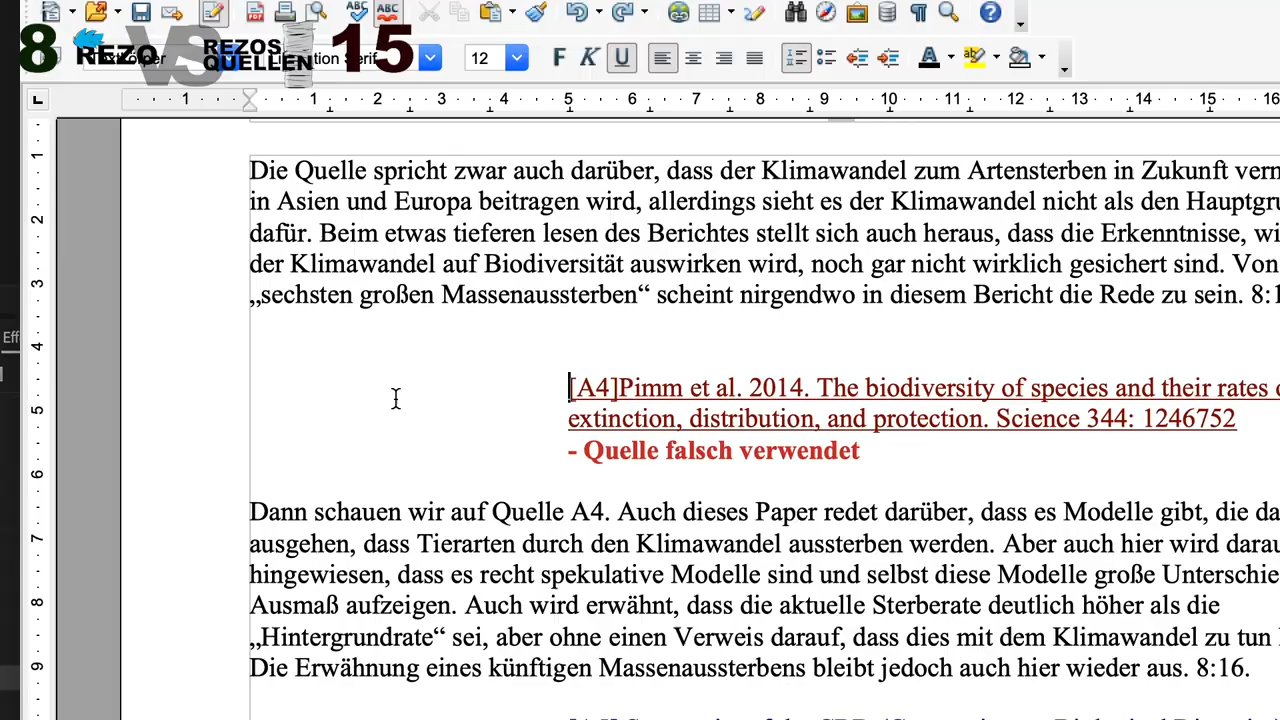 8 REZO VS REZOS QUELLEN 15
12 F K U
1 1 2 3 4 5 6 7 8 9 10 11 12 13 14 15 16
Die Quelle spricht zwar auch darüber, dass der Klimawandel zum Artensterben in Zukunft
in Asien und Europa beitragen wird, allerdings sieht es der Klimawandel nicht als den
dafür. Beim etwas tieferen lesen des Berichtes stellt sich auch heraus, dass die Erkenntnisse,
der Klimawandel auf Biodiversität auswirken wird, noch gar nicht wirklich gesichert sind. Von
„sechsten großen Massenaussterben“ scheint nirgendwo in diesem Bericht die Rede zu sein. 8:1
[A4]Pimm et al. 2014. The biodiversity of species and their rates
extinction, distribution, and protection. Science 344: 1246752
- Quelle falsch verwendet
Dann schauen wir auf Quelle A4. Auch dieses Paper redet darüber, dass es Modelle gibt, die
ausgehen, dass Tierarten durch den Klimawandel aussterben werden. Aber auch hier wird
hingewiesen, dass es recht spekulative Modelle sind und selbst diese Modelle große
Ausmaß aufzeigen. Auch wird erwähnt, dass die aktuelle Sterberate deutlich höher als die
„Hintergrundrate“ sei, aber ohne einen Verweis darauf, dass dies mit dem Klimawandel zu tun
Die Erwähnung eines künftigen Massenaussterbens bleibt jedoch auch hier wieder aus. 8:16.